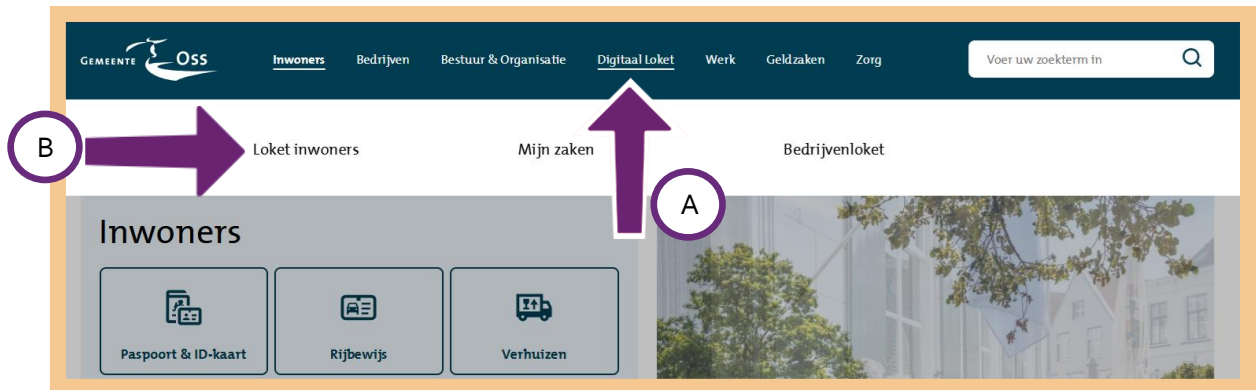 GEMEENTE OSS
Inwoners Bedrijven Bestuur & Organisatie Digitaal Loket Werk Geldzaken Zorg Voer uw zoekterm in
B
Loket inwoners Mijn zaken Bedrijvenloket
A
Inwoners
Paspoort & ID-kaart Rijbewijs Verhuizen